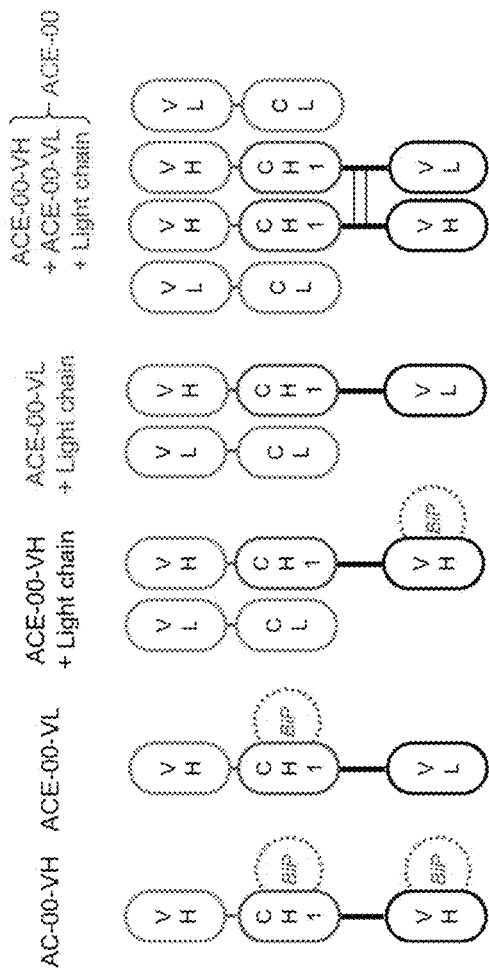 AC-00-VH
VH
CH1
BiP
VH
BiP
ACE-00-VL
VH
CH1
BiP
VL
ACE-00-VH
+ Light chain
VL
CL
VH
CH1
VH
BiP
ACE-00-VL
+ Light chain
VL
CL
VH
CH1
VL
ACE-00-VH
+ ACE-00-VL
+ Light chain
ACE-00
VL
CL
VH
CH1
VH
VH
CH1
VL
VL
CL